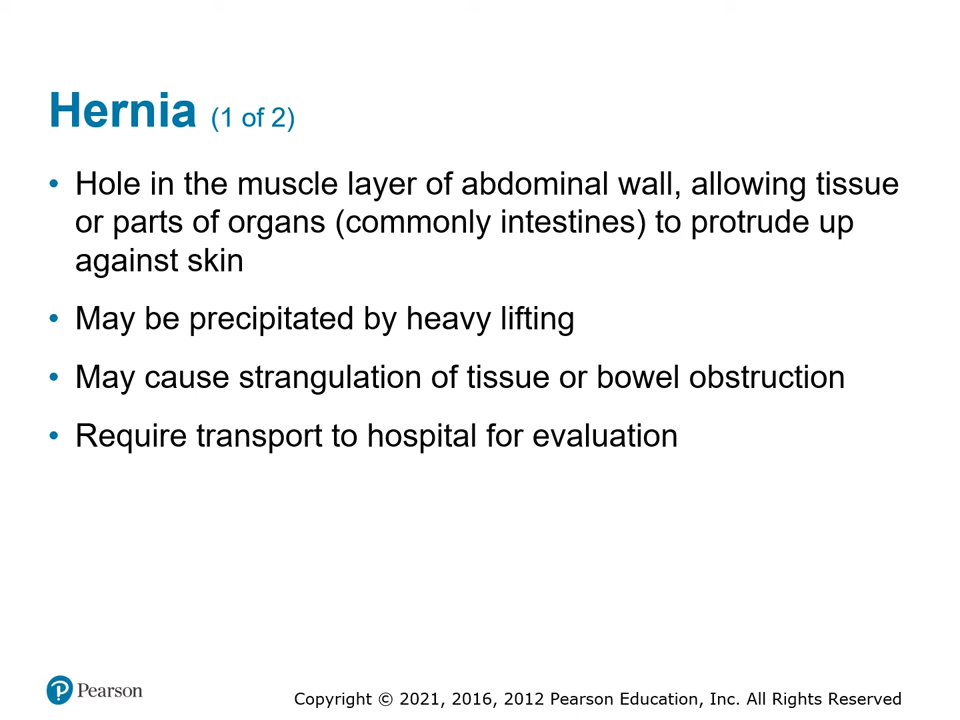 Hernia (1 of 2)
• Hole in the muscle layer of abdominal wall, allowing tissue
or parts of organs (commonly intestines) to protrude up
against skin
• May be precipitated by heavy lifting
• May cause strangulation of tissue or bowel obstruction
• Require transport to hospital for evaluation
Pearson
Copyright © 2021, 2016, 2012 Pearson Education, Inc. All Rights Reserved